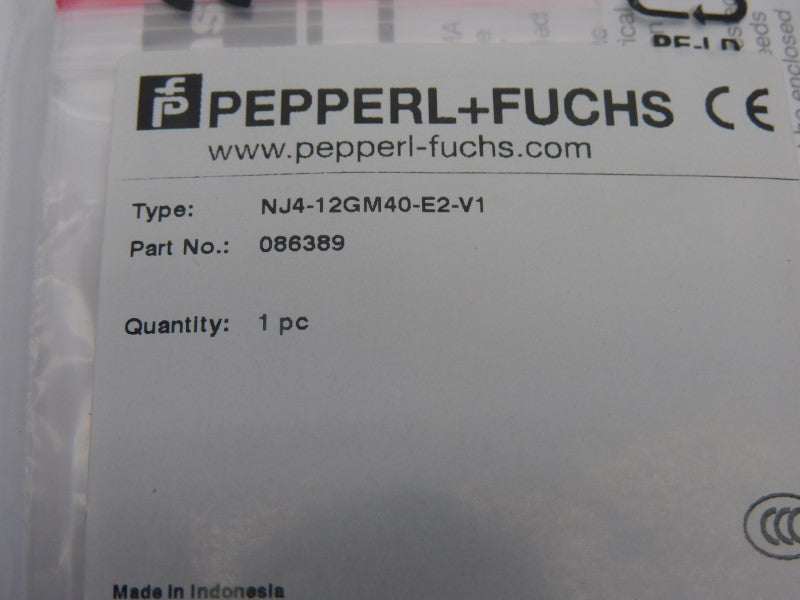 PEPPERL+FUCHS CE
www.pepperl-fuchs.com
Type: NJ4-12GM40-E2-V1
Part No.: 086389
Quantity: 1 pc
Made in Indonesia